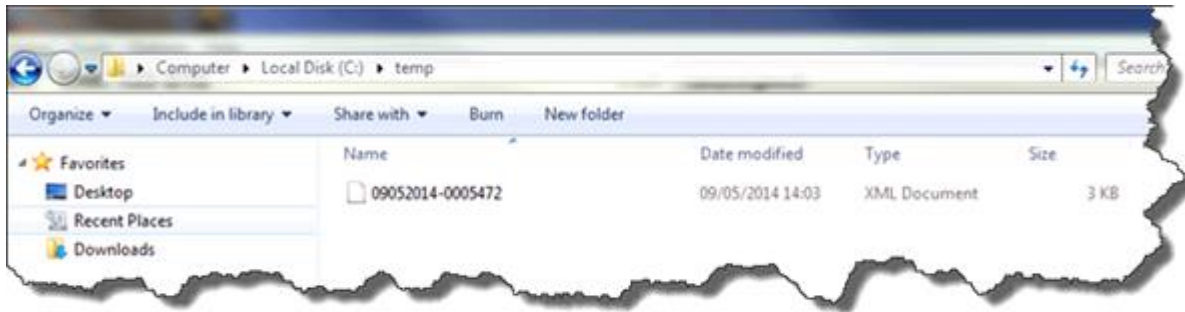 Computer Local Disk (C:) temp Search
Organize Include in library Share with Burn New folder
Favorites
Desktop
Recent Places
Downloads
Name Date modified Type Size
09052014-0005472 09/05/2014 14:03 XML Document 3 KB